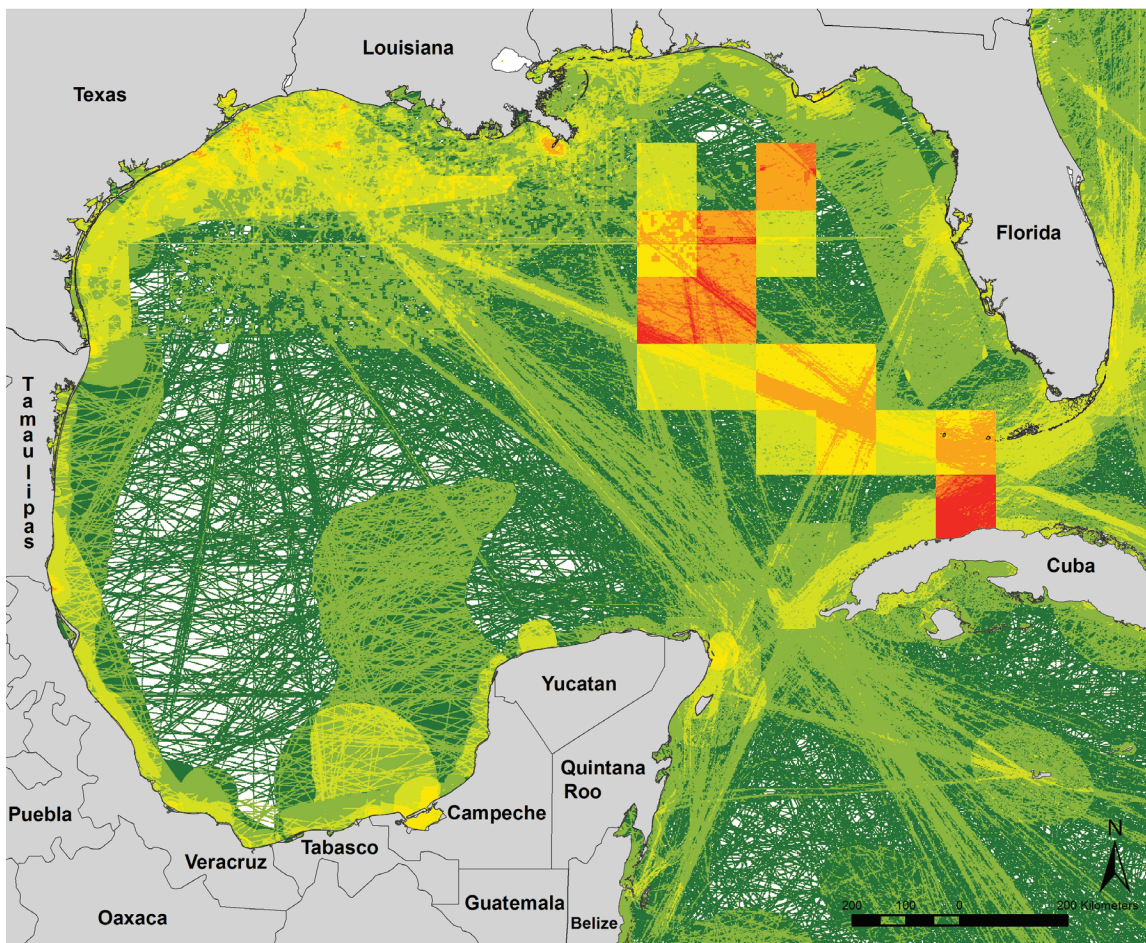 Louisiana
Texas
Florida
Tamaulipas
Cuba
Yucatan
Quintana
Roo
Campeche
Puebla
Tabasco
Veracruz
N
Guatemala
Oaxaca
Belize
200 100 0 200 Kilometers